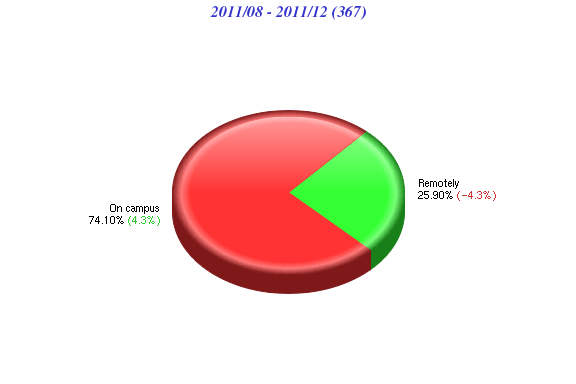 2011/08 - 2011/12 (367)
Remotely
25.90% (-4.3%)
On campus
74.10% (4.3%)